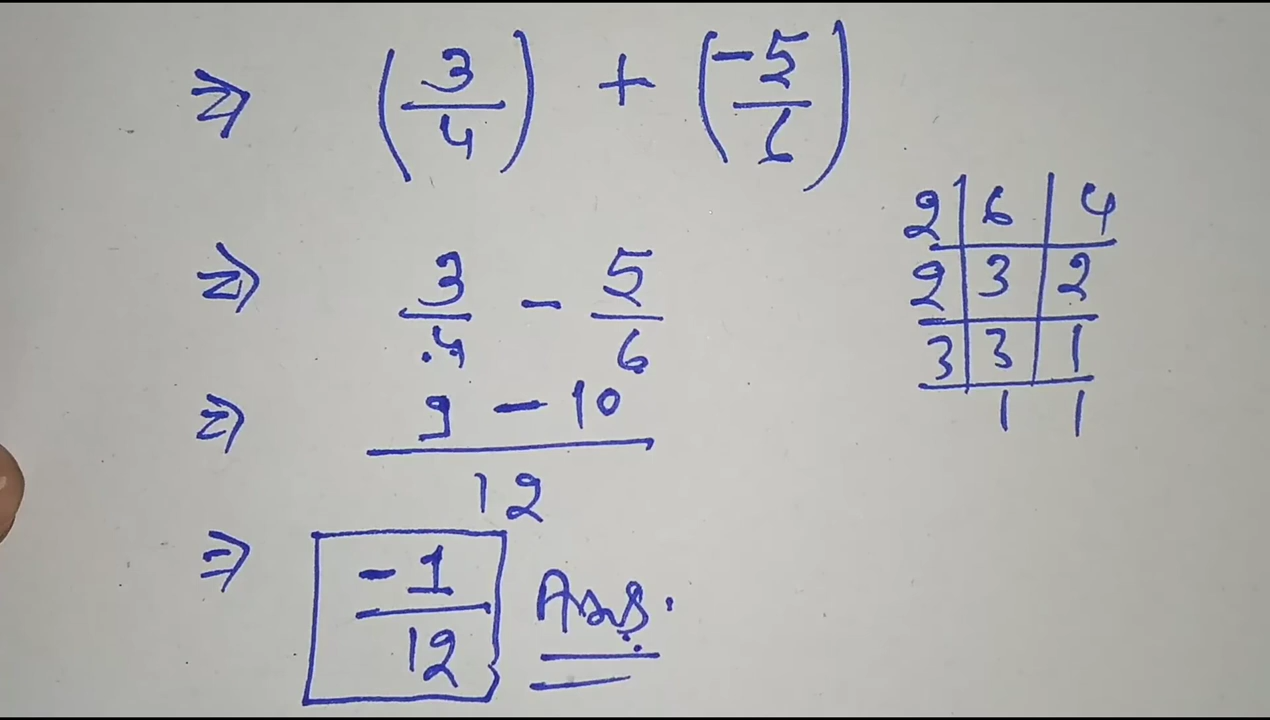 ⇒ (3/4) + (-5/6)
⇒ 3/4 - 5/6
⇒ 9 - 10 / 12
⇒ -1/12 Ans.
2 | 6 | 4
2 | 3 | 2
3 | 3 | 1
1 1